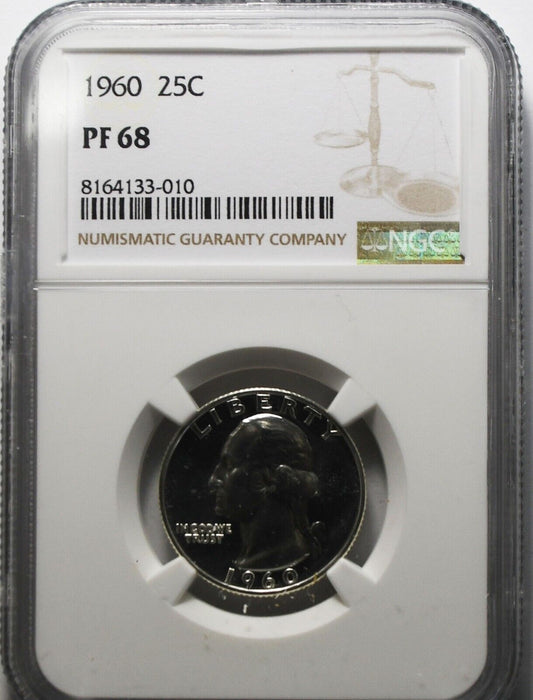 1960 25C
PF 68
8164133-010
NUMISMATIC GUARANTY COMPANY
NGC
LIBERTY
IN GOD WE
TRUST
1960